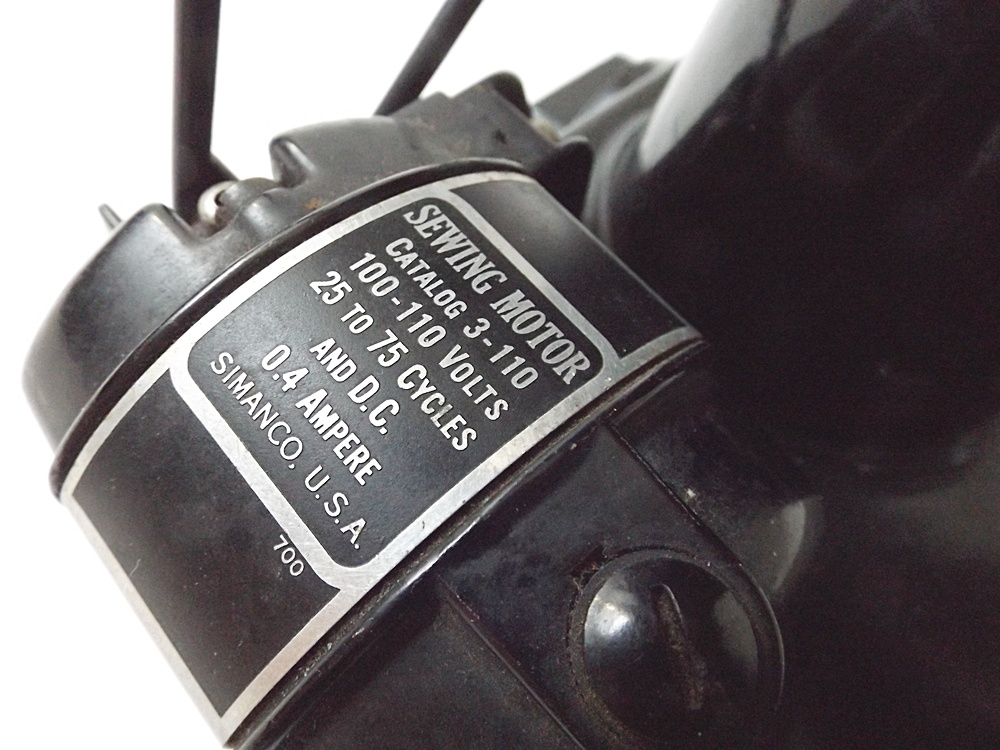 SEWING MOTOR
CATALOG 3-110
100-110 VOLTS
25 TO 75 CYCLES
AND D.C.
0.4 AMPERE
SIMANCO, U.S.A.
700